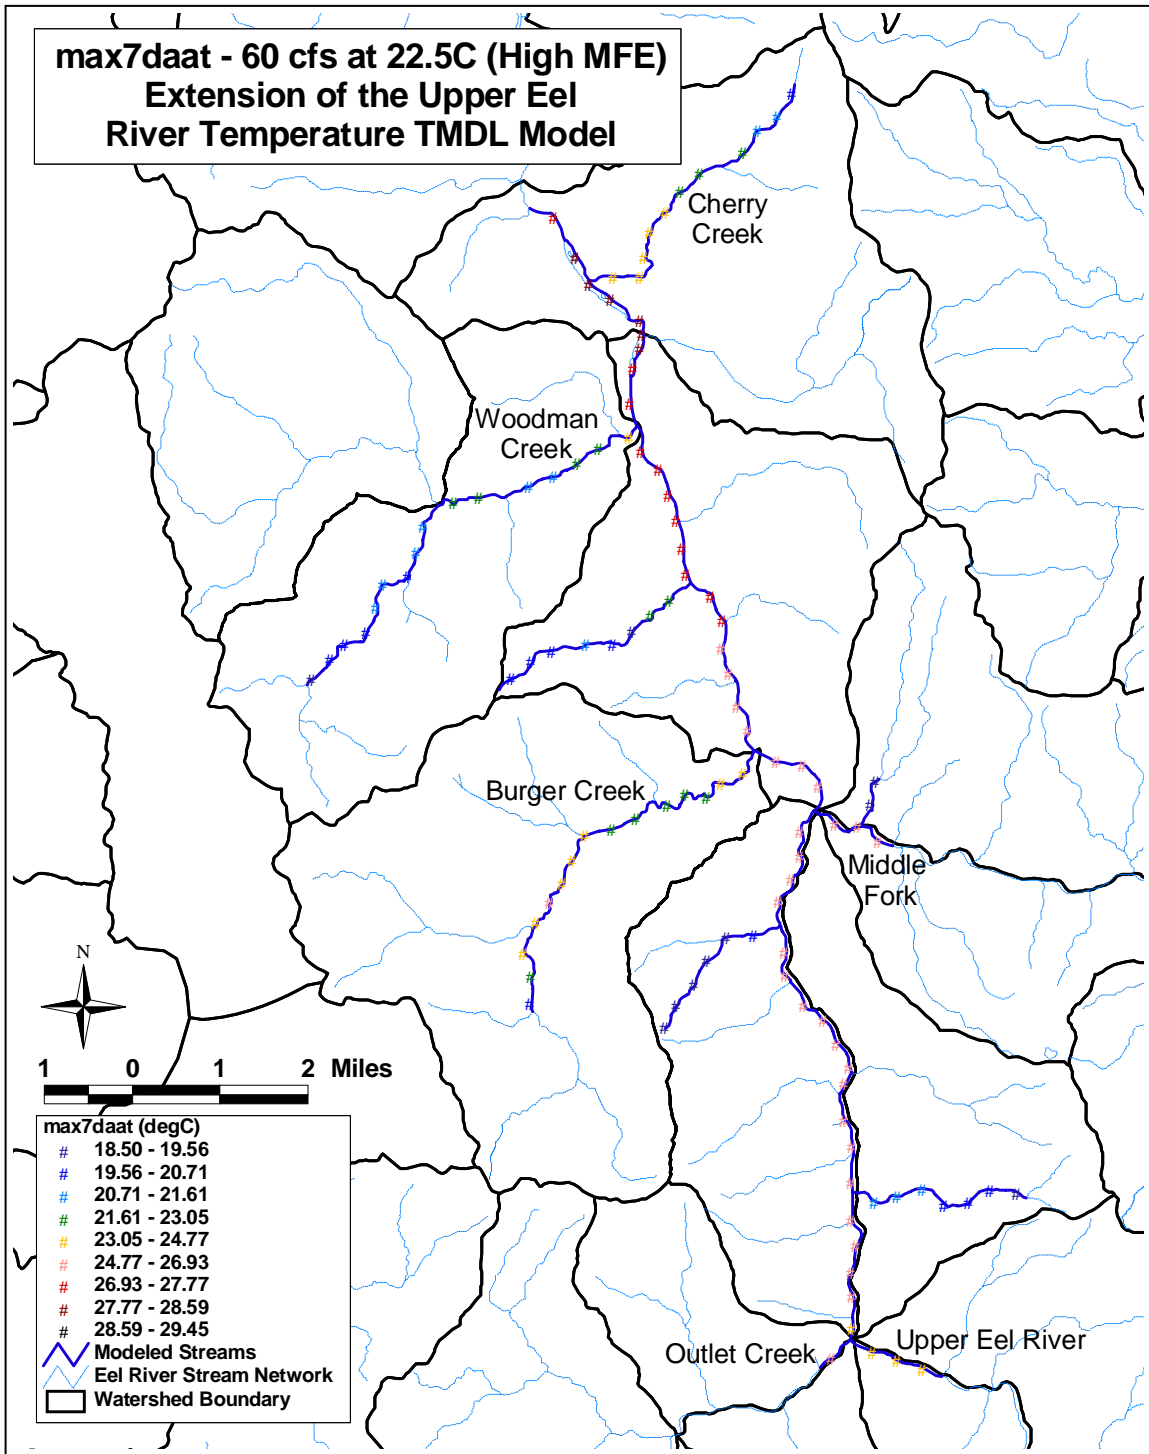 max7daat - 60 cfs at 22.5C (High MFE)
Extension of the Upper Eel
River Temperature TMDL Model
Cherry
Creek
Woodman
Creek
Burger Creek
Middle
Fork
N
1 0 1 2 Miles
max7daat (degC)
# 18.50 - 19.56
# 19.56 - 20.71
# 20.71 - 21.61
# 21.61 - 23.05
# 23.05 - 24.77
# 24.77 - 26.93
# 26.93 - 27.77
# 27.77 - 28.59
# 28.59 - 29.45
Modeled Streams
Eel River Stream Network
Watershed Boundary
Outlet Creek
Upper Eel River